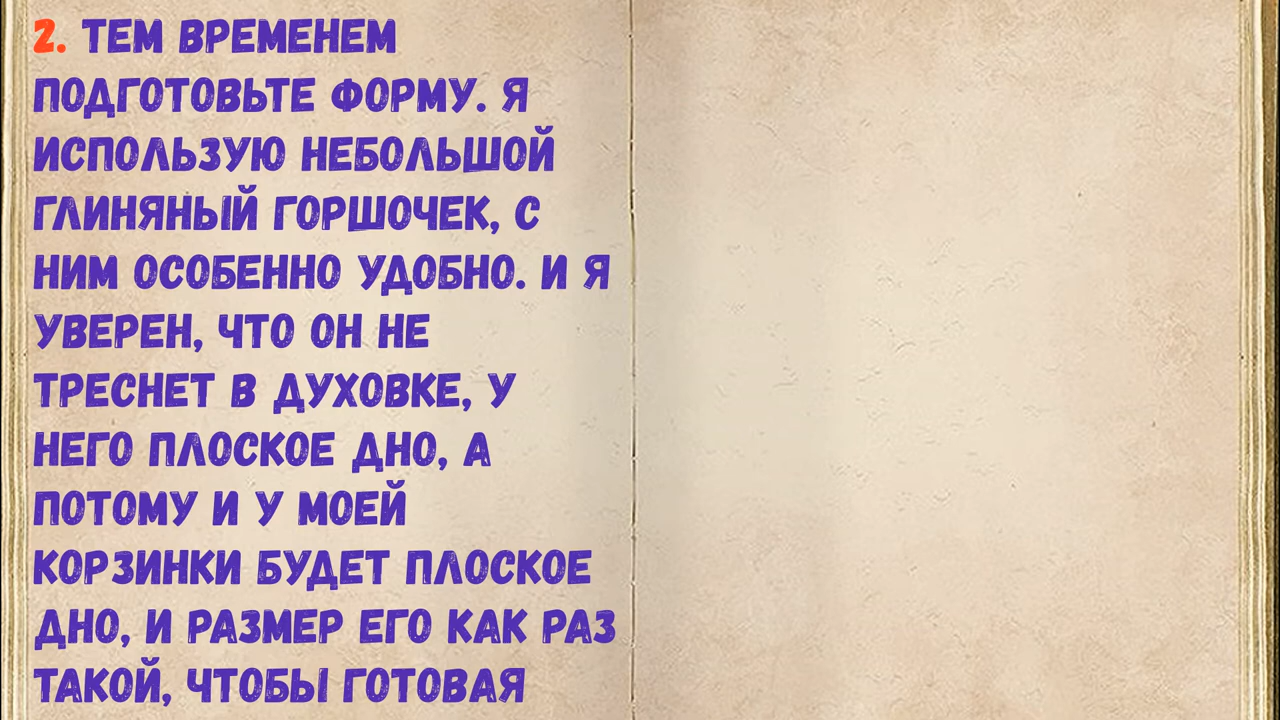 2. ТЕМ ВРЕМЕНЕМ
ПОДГОТОВЬТЕ ФОРМУ. Я
ИСПОЛЬЗУЮ НЕБОЛЬШОЙ
ГЛИНЯНЫЙ ГОРШОЧЕК, С
НИМ ОСОБЕННО УДОБНО. И Я
УВЕРЕН, ЧТО ОН НЕ
ТРЕСНЕТ В ДУХОВКЕ, У
НЕГО ПЛОСКОЕ ДНО, А
ПОТОМУ И У МОЕЙ
КОРЗИНКИ БУДЕТ ПЛОСКОЕ
ДНО, И РАЗМЕР ЕГО КАК РАЗ
ТАКОЙ, ЧТОБЫ ГОТОВАЯ